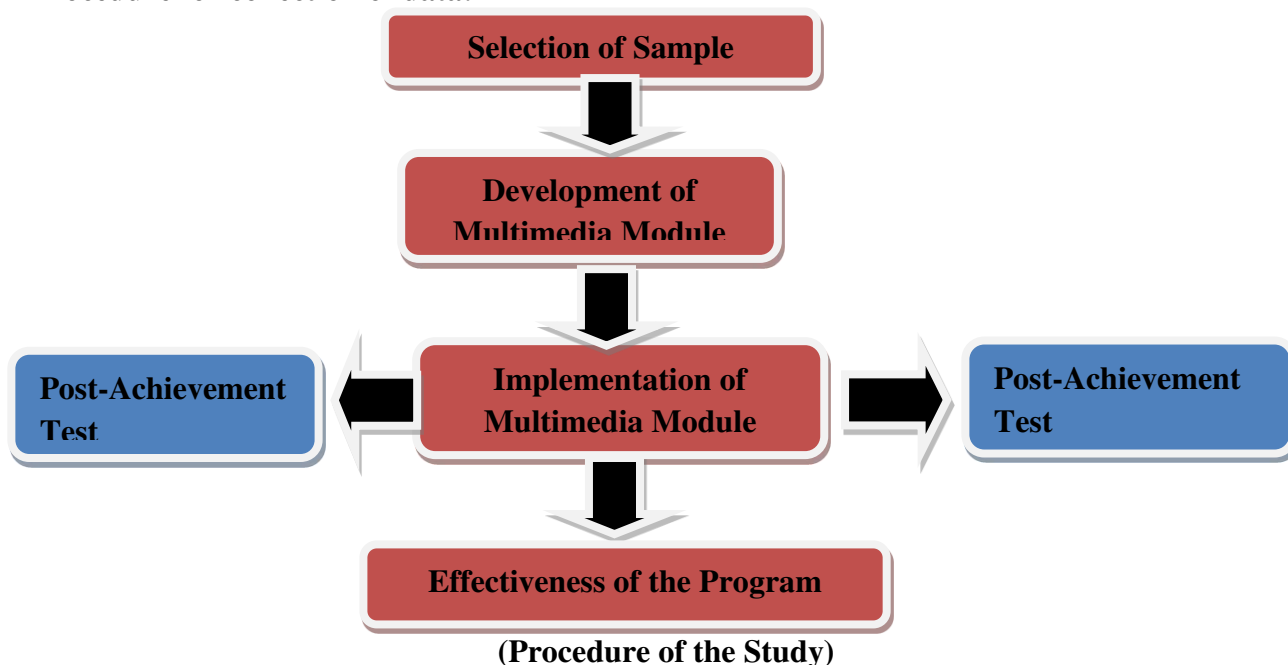 Selection of Sample
Development of
Multimedia Module
Post-Achievement
Test
Implementation of
Multimedia Module
Post-Achievement
Test
Effectiveness of the Program
(Procedure of the Study)